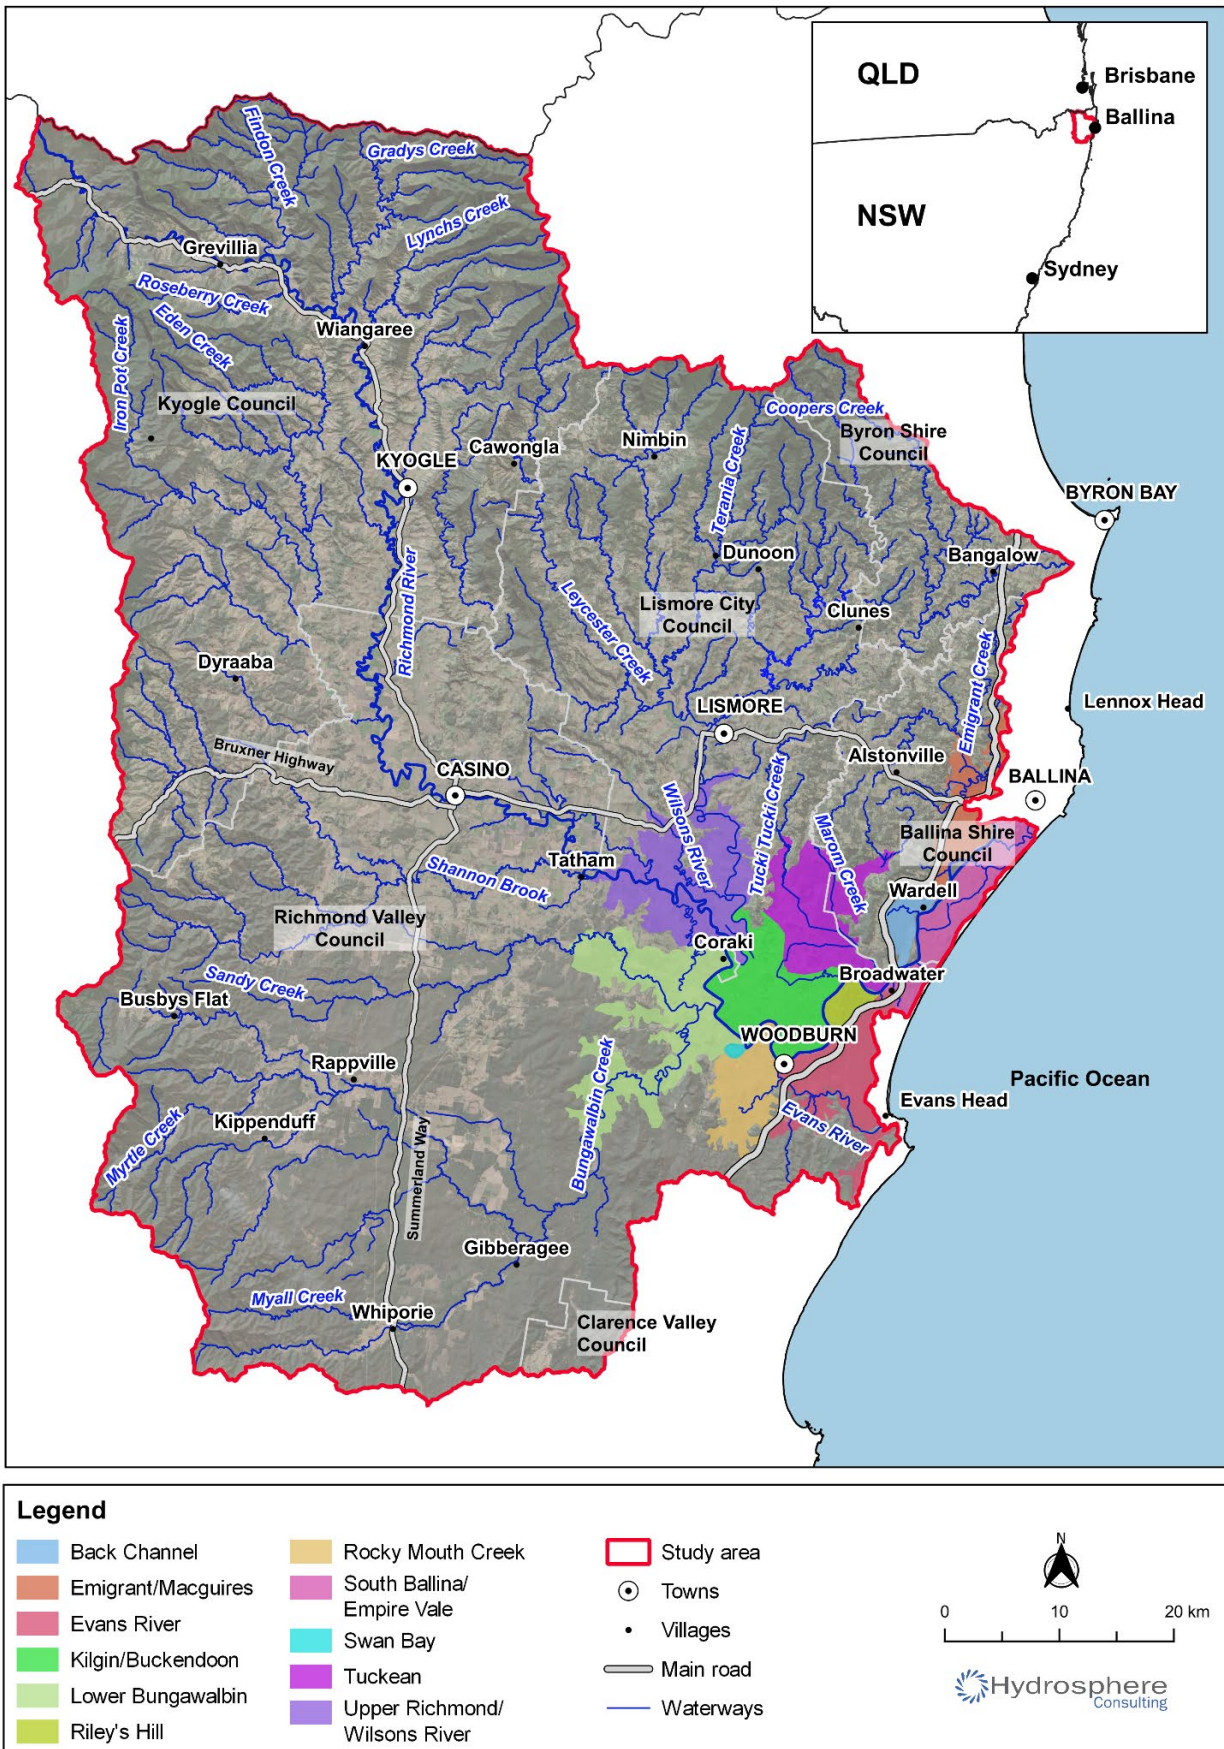 QLD
Brisbane
Ballina
NSW
Sydney
Findon Creek
Gradys Creek
Lynchs Creek
Grevillia
Roseberry Creek
Eden Creek
Wiangaree
Iron Pot Creek
Kyogle Council
Coopers Creek
Byron Shire
Council
Nimbin
Cawongla
KYOGLE
Terania Creek
BYRON BAY
Dunoon
Bangalow
Richmond River
Leycester Creek
Lismore City
Council
Clunes
Dyraaba
Emigrant Creek
LISMORE
Lennox Head
Bruxner Highway
Alstonville
CASINO
BALLINA
Wilsons River
Tucki Tucki Creek
Marom Creek
Ballina Shire
Council
Tatham
Shannon Brook
Wardell
Richmond Valley
Council
Coraki
Sandy Creek
Broadwater
Busbys Flat
WOODBURN
Rappville
Pacific Ocean
Bungawalbin Creek
Evans Head
Kippenduff
Evans River
Myrtle Creek
Summerland Way
Gibberagee
Myall Creek
Whiporie
Clarence Valley
Council
Legend
Back Channel
Emigrant/Macguires
Evans River
Kilgin/Buckendoon
Lower Bungawalbin
Riley's Hill
Rocky Mouth Creek
South Ballina/
Empire Vale
Swan Bay
Tuckean
Upper Richmond/
Wilsons River
Study area
Towns
Villages
Main road
Waterways
N
0 10 20 km
Hydrosphere
Consulting